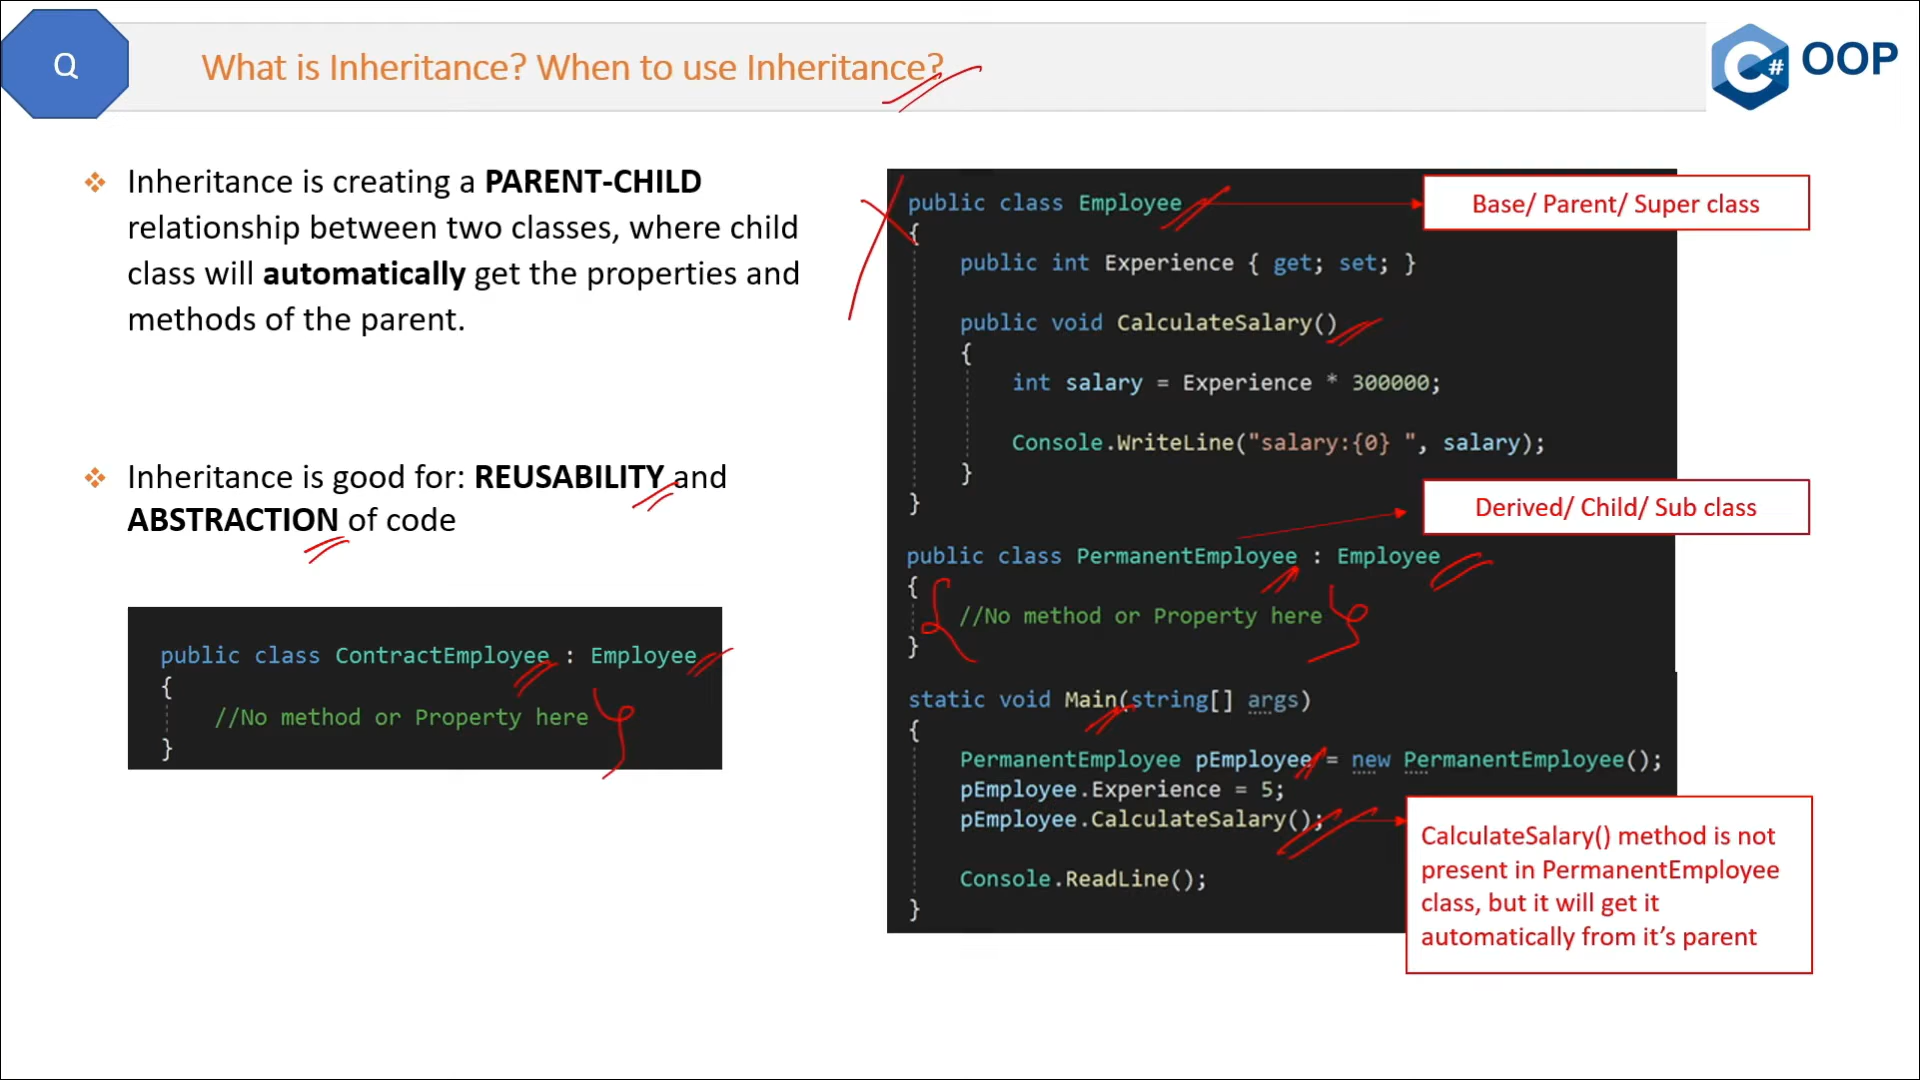 Q
What is Inheritance? When to use Inheritance?
C# OOP
Inheritance is creating a PARENT-CHILD
relationship between two classes, where child
class will automatically get the properties and
methods of the parent.
Inheritance is good for: REUSABILITY and
ABSTRACTION of code
public class ContractEmployee : Employee
{
//No method or Property here
}
public class Employee
{
public int Experience { get; set; }
public void CalculateSalary()
{
int salary = Experience * 300000;
Console.WriteLine("salary:{0} ", salary);
}
}
Base/ Parent/ Super class
Derived/ Child/ Sub class
public class PermanentEmployee : Employee
{
//No method or Property here
}
static void Main(string[] args)
{
PermanentEmployee pEmployee = new PermanentEmployee();
pEmployee.Experience = 5;
pEmployee.CalculateSalary();
Console.ReadLine();
}
CalculateSalary() method is not
present in PermanentEmployee
class, but it will get it
automatically from it’s parent